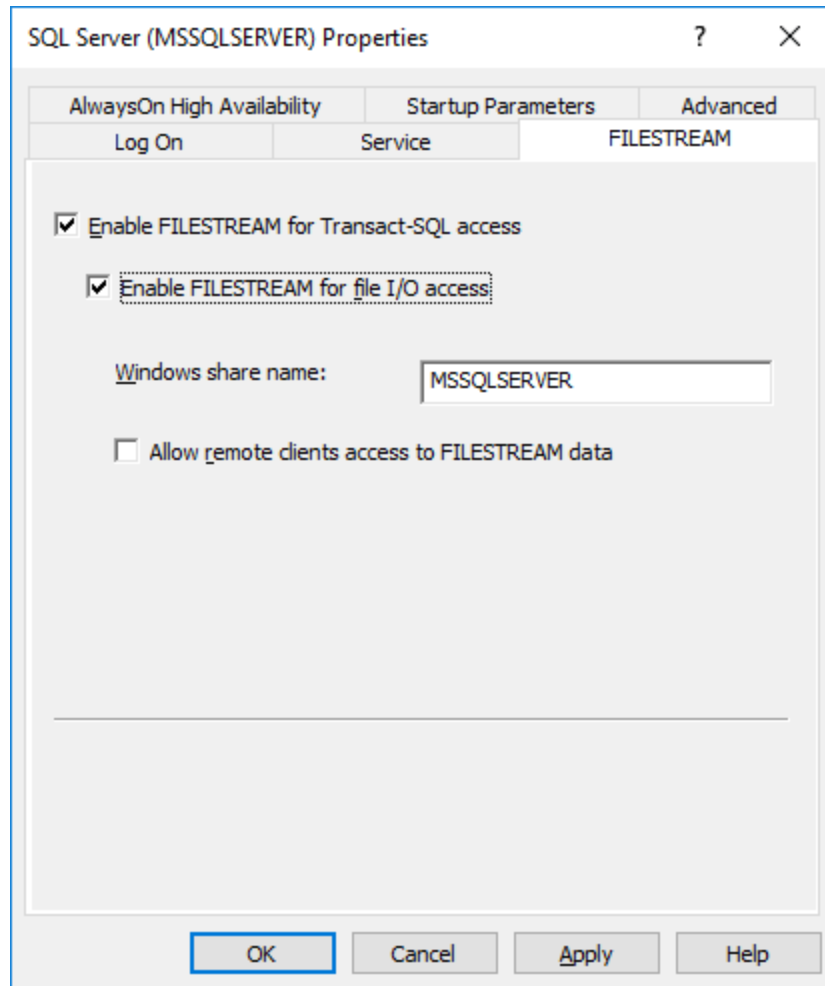 SQL Server (MSSQLSERVER) Properties ?
AlwaysOn High Availability Startup Parameters Advanced
Log On Service FILESTREAM
Enable FILESTREAM for Transact-SQL access
Enable FILESTREAM for file I/O access
Windows share name: MSSQLSERVER
Allow remote clients access to FILESTREAM data
OK Cancel Apply Help